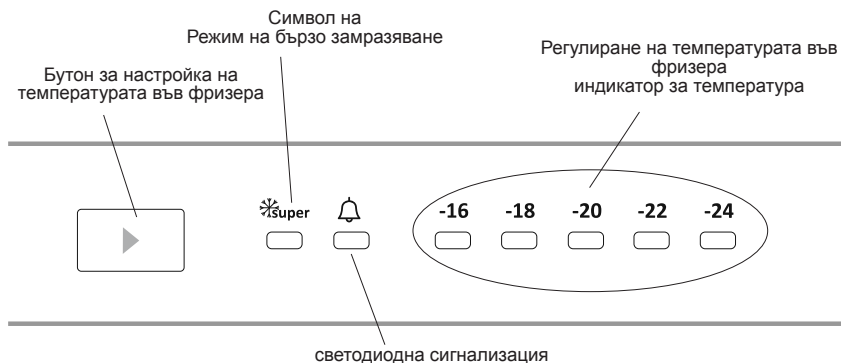 Символ на
Режим на бързо замразяване
Регулиране на температурата във
фризера
индикатор за температура
Бутон за настройка на
температурата във фризера
super
-16 -18 -20 -22 -24
светодиодна сигнализация